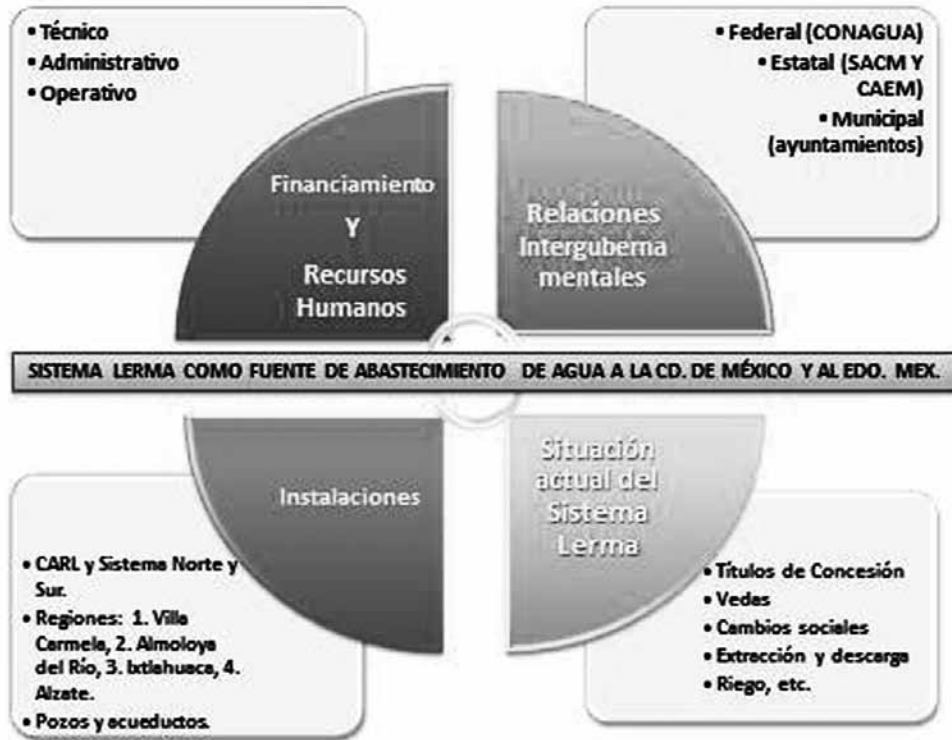 • Técnico
• Administrativo
• Operativo
• Federal (CONAGUA)
• Estatal (SACM Y
CAEM)
• Municipal
(ayuntamientos)
Financiamiento
Y
Recursos
Humanos
Relaciones
Interguberna
mentales
SISTEMA LERMA COMO FUENTE DE ABASTECIMIENTO DE AGUA A LA CD. DE MÉXICO Y AL EDO. MEX.
Instalaciones
Situación
actual del
Sistema
Lerma
• CARL y Sistema Norte y
Sur.
• Regiones: 1. Villa
Carmela, 2. Almoloya
del Río, 3. Ixtlahuaca, 4.
Alzate.
• Pozos y acueductos.
• Títulos de Concesión
• Vedas
• Cambios sociales
• Extracción y descarga
• Riego, etc.